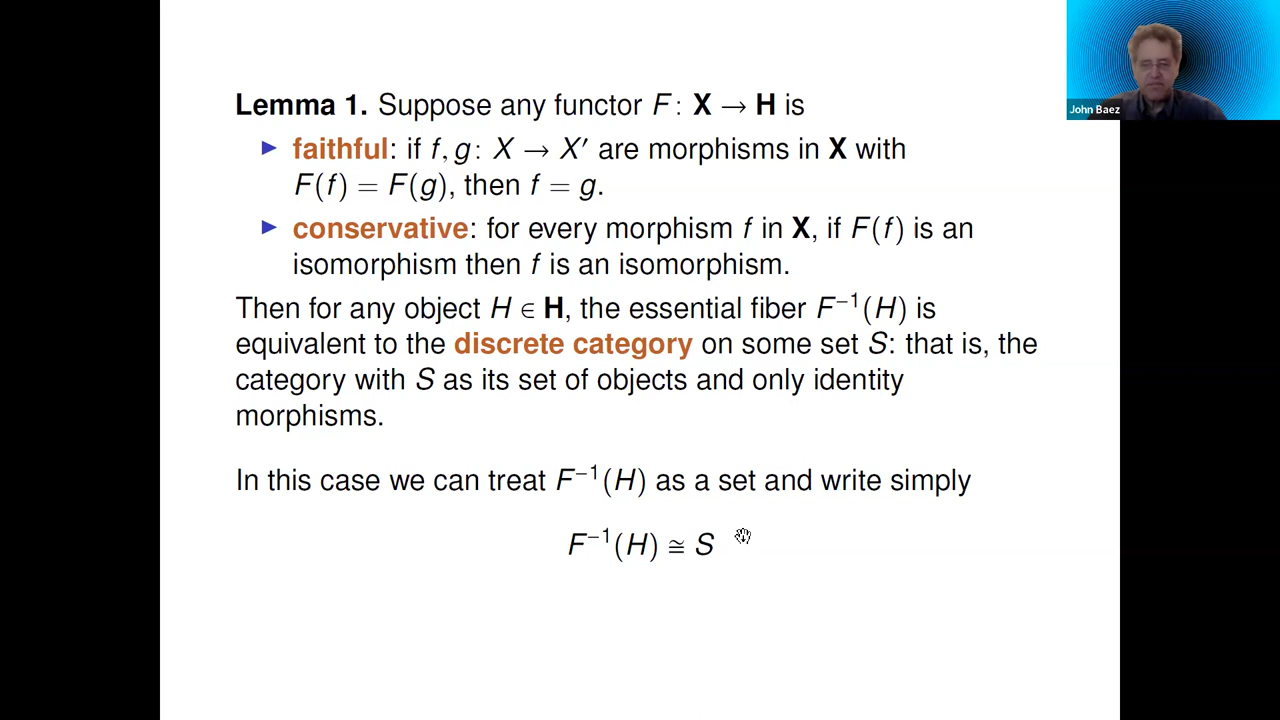 Lemma 1. Suppose any functor F : X → H is
▶ faithful: if f, g : X → X′ are morphisms in X with
F(f) = F(g), then f = g.
▶ conservative: for every morphism f in X, if F(f) is an
isomorphism then f is an isomorphism.
Then for any object H ∈ H, the essential fiber F⁻¹(H) is
equivalent to the discrete category on some set S: that is, the
category with S as its set of objects and only identity
morphisms.
In this case we can treat F⁻¹(H) as a set and write simply
F⁻¹(H) ≅ S
John Baez